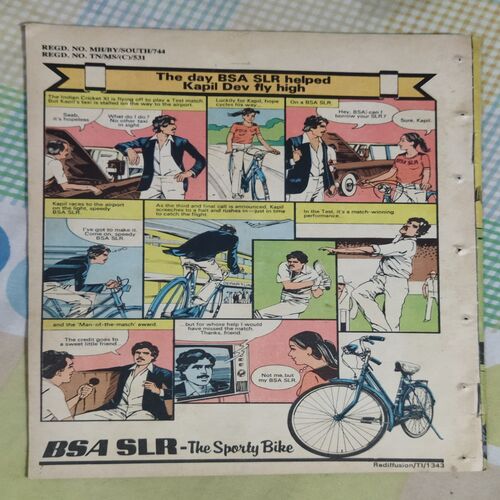 REGD. NO. MH/BY/SOUTH/744
REGD. NO. TN/MS/(C)/531
The day BSA SLR helped
Kapil Dev fly high
The Indian Cricket XI is flying off to play a Test match.
But Kapil's taxi is stalled on the way to the airport.
Saab,
it's hopeless
What do I do?
No other taxi
in sight.
Luckily for Kapil, hope
cycles his way...
On a BSA SLR.
Hey, BSA, can I
borrow your SLR?
Sure, Kapil.
BSA SLR
Kapil races to the airport
on the light, speedy
BSA SLR.
I've got to make it.
Come on, speedy
BSA SLR.
As the third and final call is announced, Kapil
screeches to a halt and rushes in—just in time
to catch the flight.
In the Test, it's a match-winning
performance.
and the 'Man-of-the-match' award.
The credit goes to
a sweet little friend...
...but for whose help I would
have missed the match.
Thanks, friend.
Not me, but
my BSA SLR.
BSA SLR - The Sporty Bike
Rediffusion/TI/1343